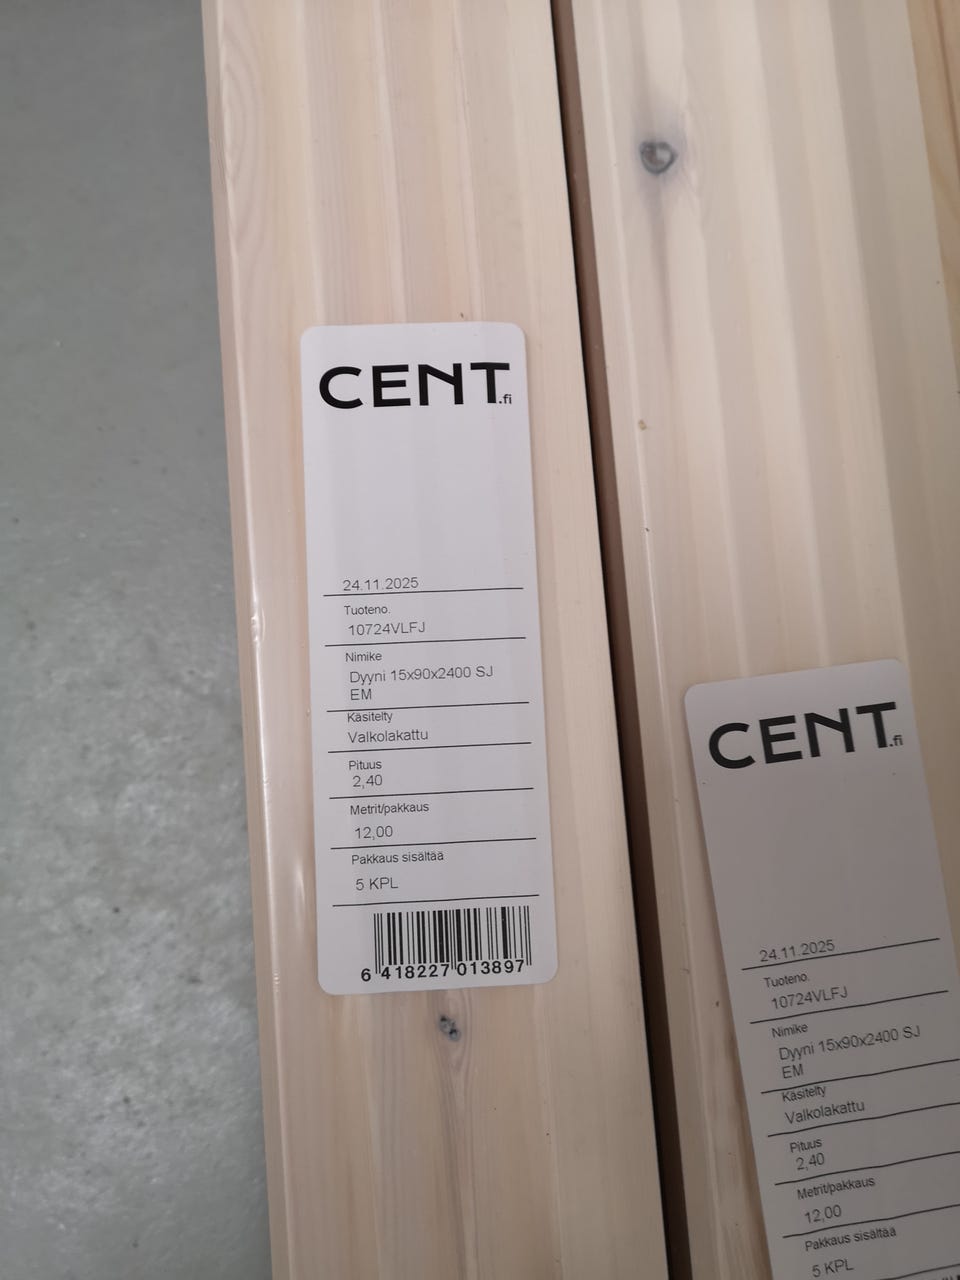 CENT.fi
24.11.2025
Tuoteno.
10724VLFJ
Nimike
Dyyni 15x90x2400 SJ
EM
Käsitelty
Valkolakattu
Pituus
2,40
Metrit/pakkaus
12,00
Pakkaus sisältää
5 KPL
6 418227 013897
CENT.fi
24.11.2025
Tuoteno.
10724VLFJ
Nimike
Dyyni 15x90x2400 SJ
EM
Käsitelty
Valkolakattu
Pituus
2,40
Metrit/pakkaus
12,00
Pakkaus sisältää
5 KPL